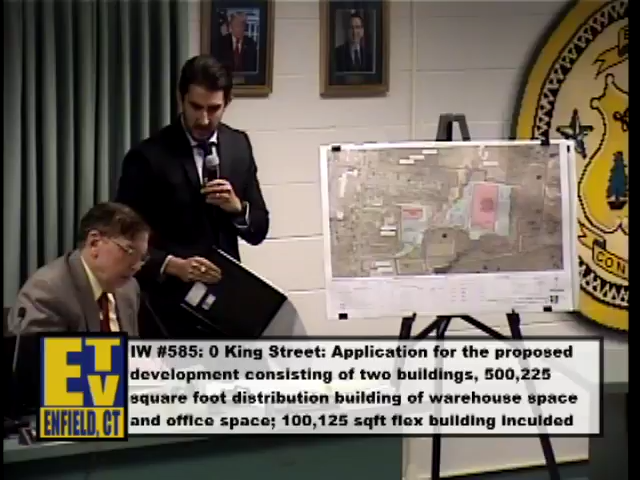 CON
IW #585: 0 King Street: Application for the proposed
development consisting of two buildings, 500,225
square foot distribution building of warehouse space
and office space; 100,125 sqft flex building inculded
ETV
ENFIELD, CT